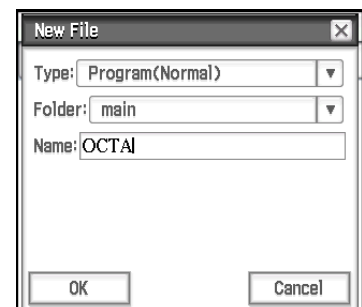 New File
Type: Program(Normal)
Folder: main
Name: OCTA
OK Cancel